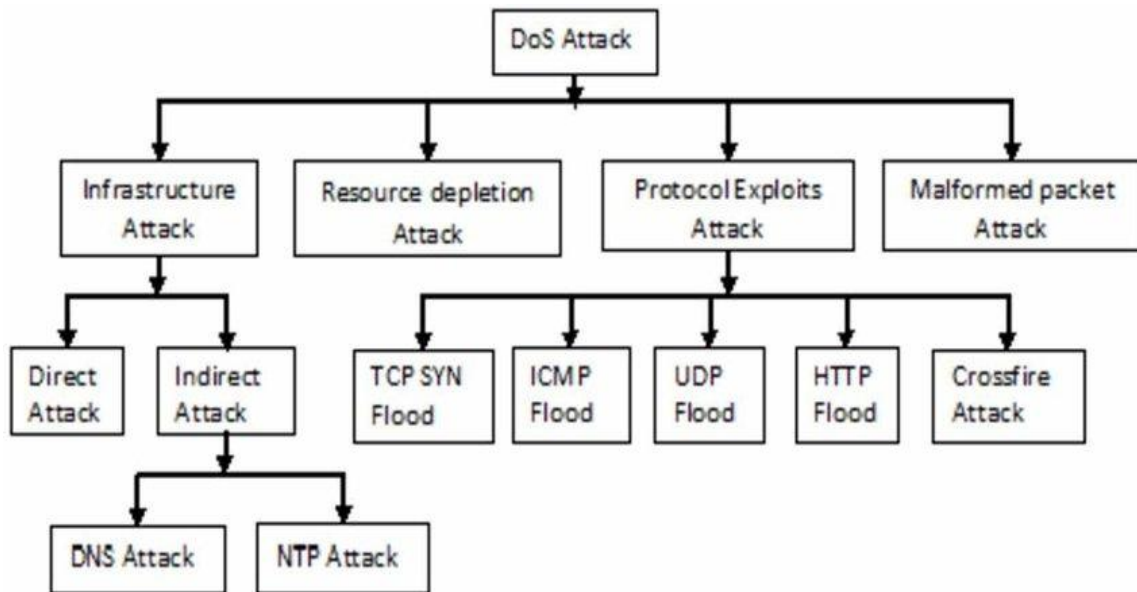 DoS Attack
Infrastructure
Attack
Resource depletion
Attack
Protocol Exploits
Attack
Malformed packet
Attack
Direct
Attack
Indirect
Attack
TCP SYN
Flood
ICMP
Flood
UDP
Flood
HTTP
Flood
Crossfire
Attack
DNS Attack
NTP Attack